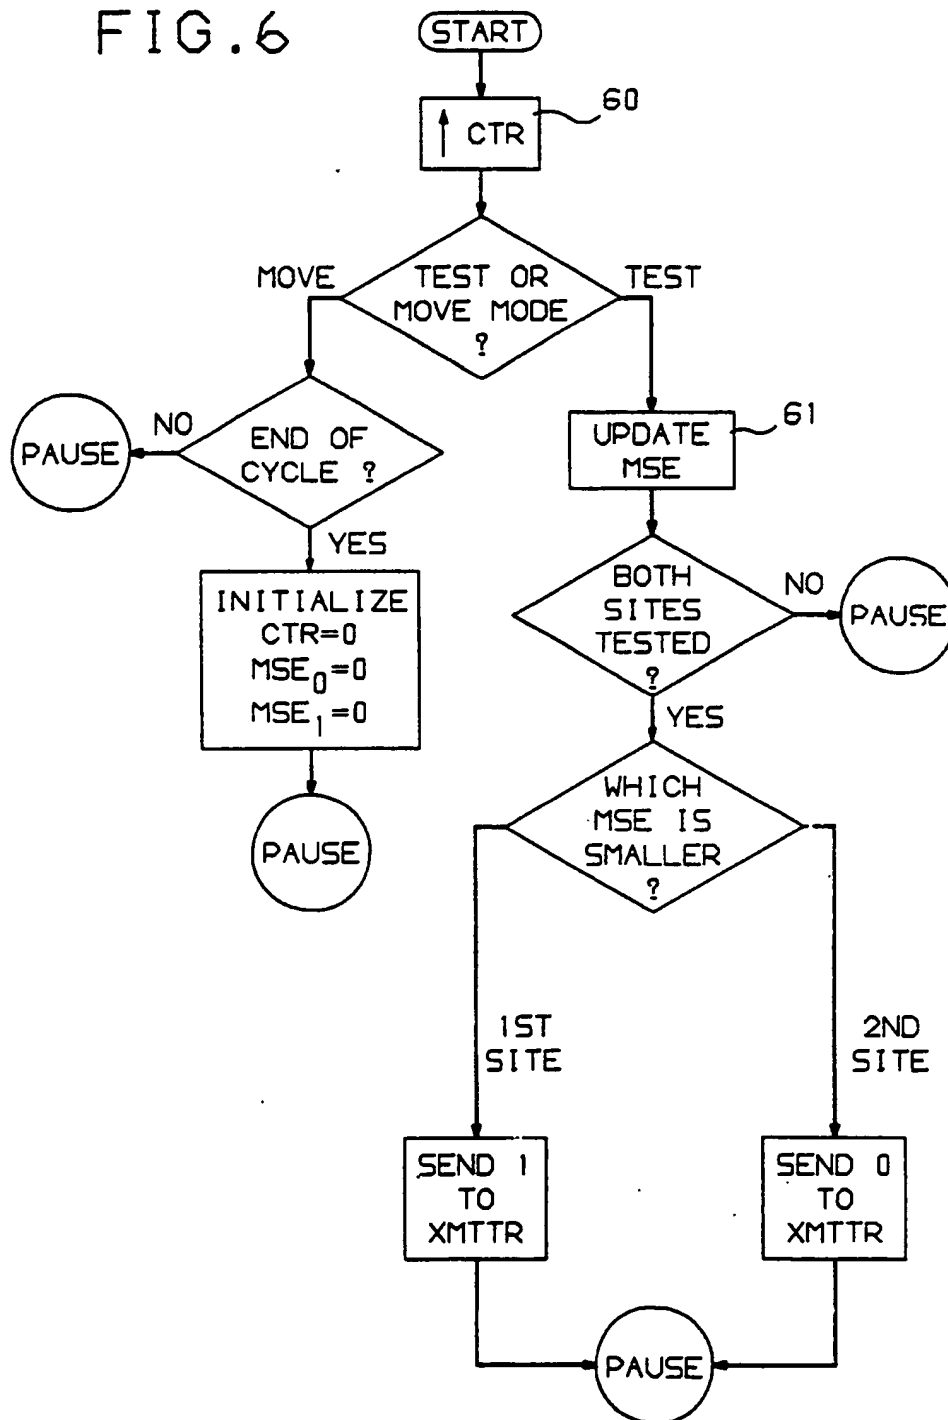 FIG.6
START
60
↑ CTR
MOVE
TEST OR
MOVE MODE
?
TEST
NO
PAUSE
END OF
CYCLE ?
YES
INITIALIZE
CTR=0
MSE₀=0
MSE₁=0
PAUSE
61
UPDATE
MSE
BOTH
SITES
TESTED
?
NO
PAUSE
YES
WHICH
MSE IS
SMALLER
?
1ST
SITE
2ND
SITE
SEND 1
TO
XMTTR
SEND 0
TO
XMTTR
PAUSE